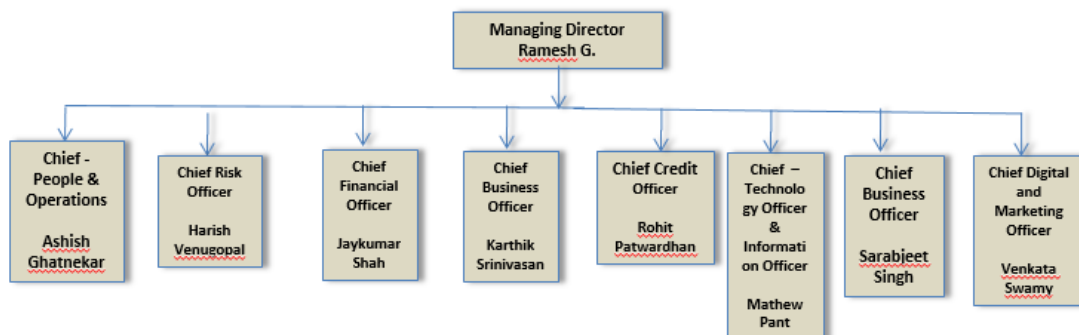 Managing Director
Ramesh G.
Chief -
People &
Operations
Ashish
Ghatnekar
Chief Risk
Officer
Harish
Venugopal
Chief
Financial
Officer
Jaykumar
Shah
Chief
Business
Officer
Karthik
Srinivasan
Chief Credit
Officer
Rohit
Patwardhan
Chief –
Technolo
gy Officer
&
Informati
on Officer
Mathew
Pant
Chief
Business
Officer
Sarabjeet
Singh
Chief Digital
and
Marketing
Officer
Venkata
Swamy